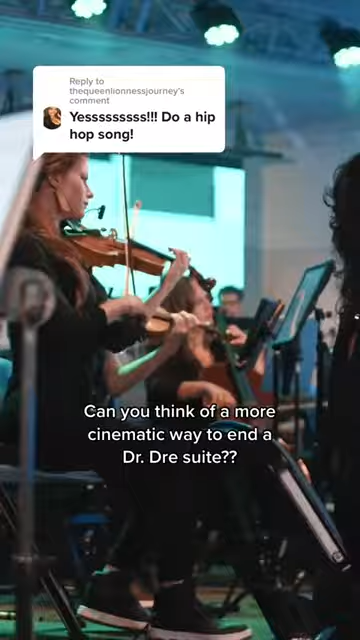 Reply to
thequeenlionnessjourney's
comment
Yesssssssss!!! Do a hip
hop song!
Can you think of a more
cinematic way to end a
Dr. Dre suite??